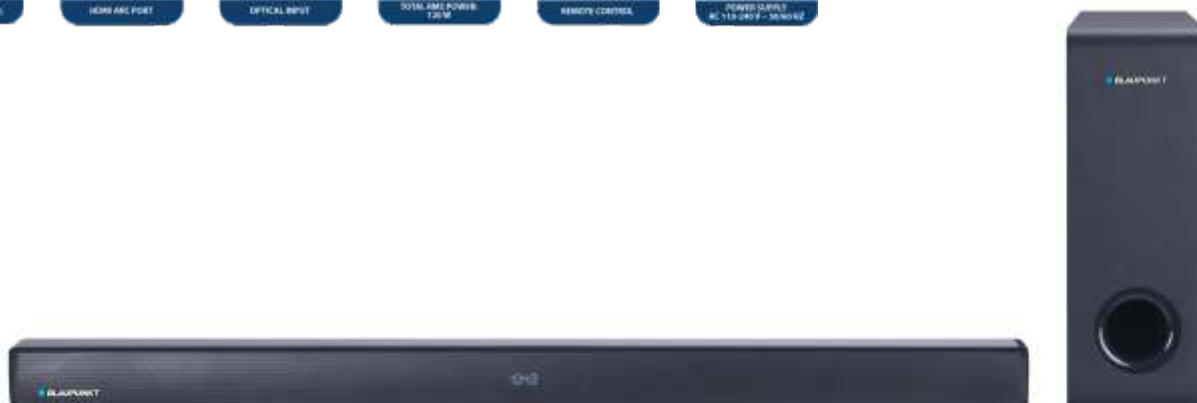 HDMI ARC PORT
OPTICAL INPUT
TOTAL RMS POWER:
120 W
REMOTE CONTROL
POWER SUPPLY
AC 110-240 V ~ 50/60 HZ
BLAUPUNKT
BLAUPUNKT